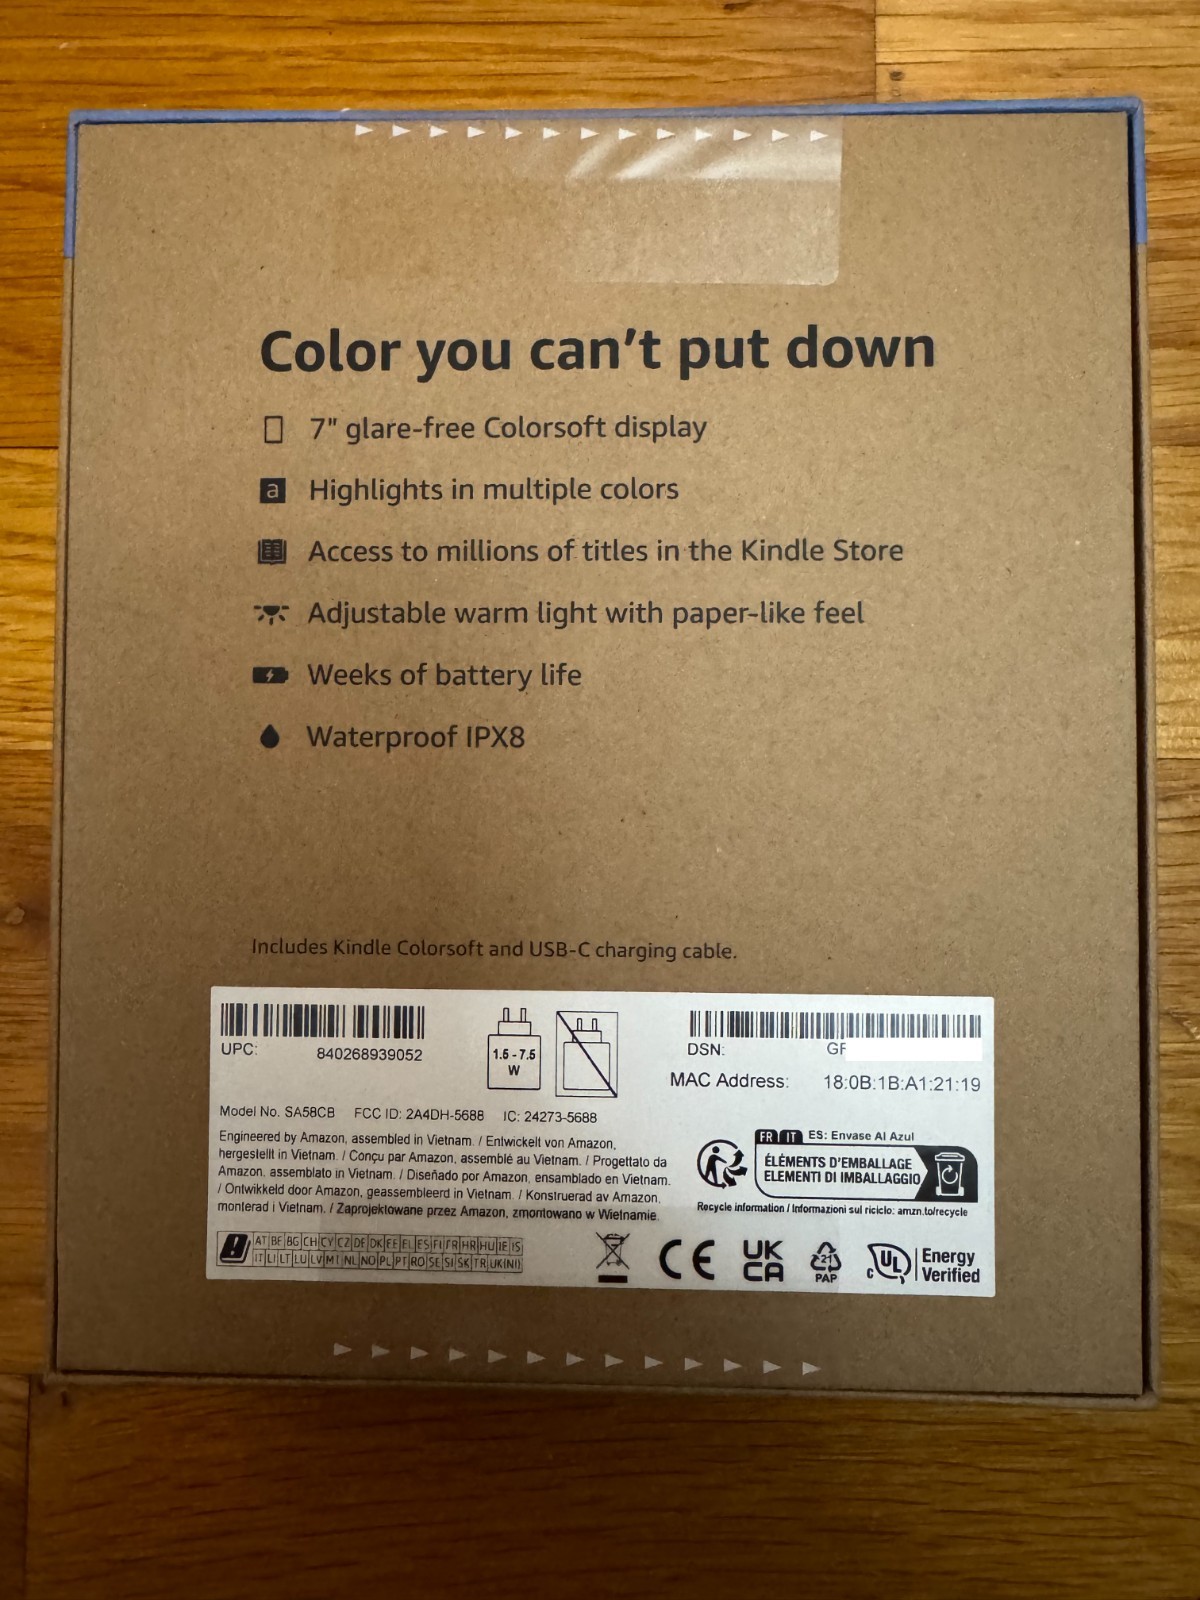 Color you can't put down
7" glare-free Colorsoft display
a Highlights in multiple colors
Access to millions of titles in the Kindle Store
Adjustable warm light with paper-like feel
Weeks of battery life
Waterproof IPX8
Includes Kindle Colorsoft and USB-C charging cable.
UPC: 840268939052
1.5 - 7.5
W
DSN: GF
MAC Address: 18:0B:1B:A1:21:19
Model No. SA58CB FCC ID: 2A4DH-5688 IC: 24273-5688
Engineered by Amazon, assembled in Vietnam. / Entwickelt von Amazon,
hergestellt in Vietnam. / Conçu par Amazon, assemblé au Vietnam. / Progettato da
Amazon, assemblato in Vietnam. / Diseñado por Amazon, ensamblado en Vietnam.
/ Ontwikkeld door Amazon, geassembleerd in Vietnam. / Konstruerad av Amazon,
monterad i Vietnam. / Zaprojektowane przez Amazon, zmontowano w Wietnamie.
FR IT ES: Envase Al Azul
ÉLÉMENTS D'EMBALLAGE
ELEMENTI DI IMBALLAGGIO
Recycle information / Informazioni sul riciclo: amzn.to/recycle
AT BE BG CH CY CZ DE DK EE EL ES FI FR HR HU IE IS
IT LI LT LU LV MT NL NO PL PT RO SE SI SK TR UK(NI)
CE
UK
CA
21
PAP
c UL Energy
Verified